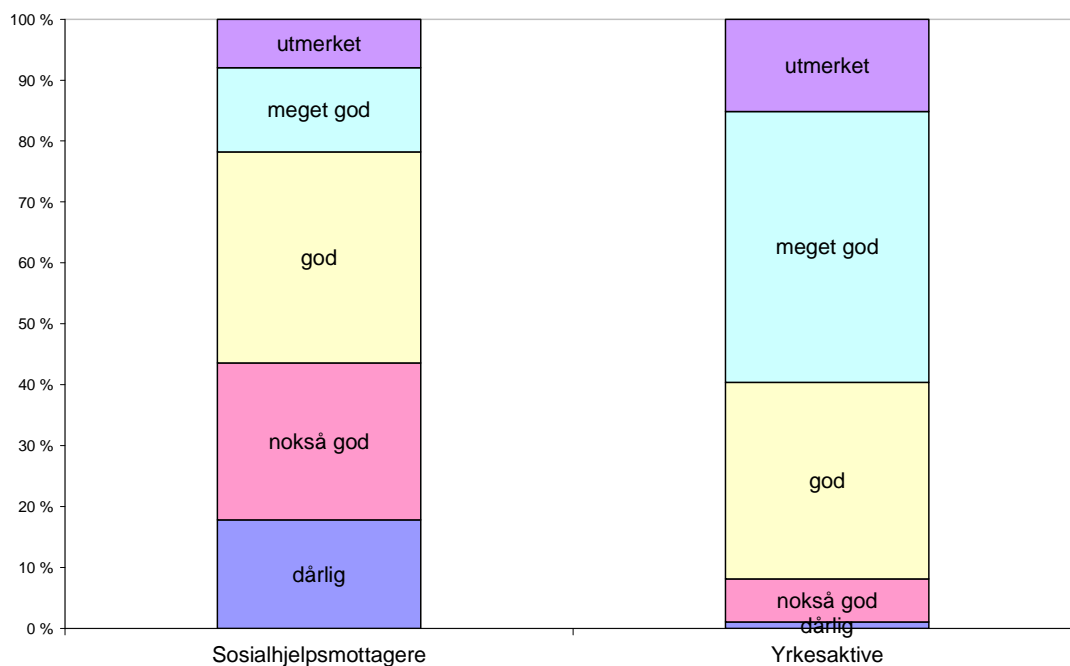 100 %
90 %
80 %
70 %
60 %
50 %
40 %
30 %
20 %
10 %
0 %
utmerket
meget god
god
nokså god
dårlig
utmerket
meget god
god
nokså god
dårlig
Sosialhjelpsmottagere
Yrkesaktive